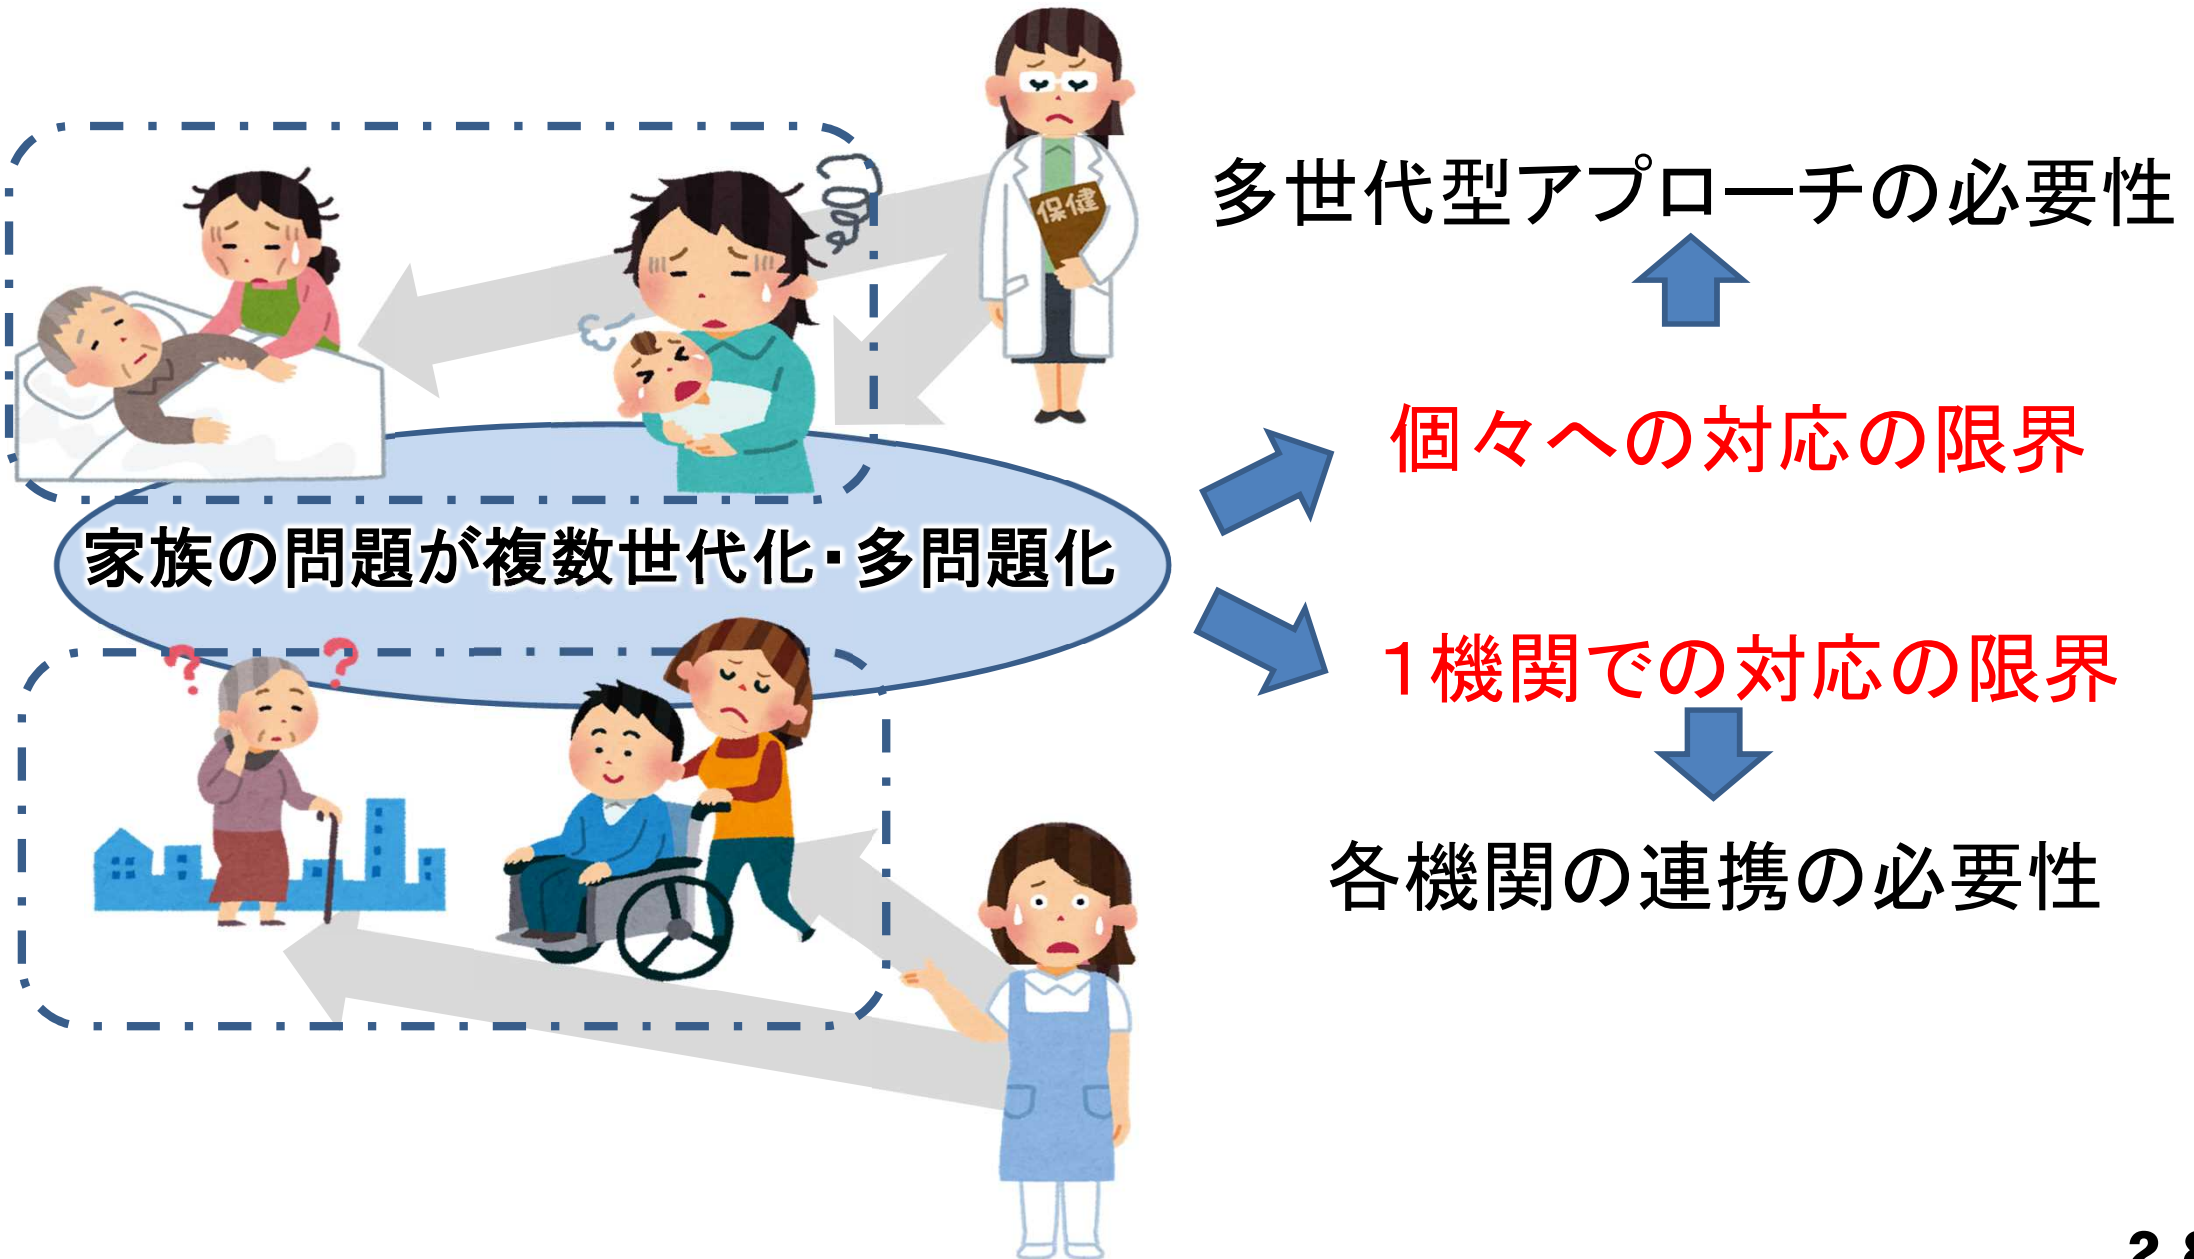 保健
多世代型アプローチの必要性
個々への対応の限界
家族の問題が複数世代化・多問題化
? ?
1機関での対応の限界
各機関の連携の必要性